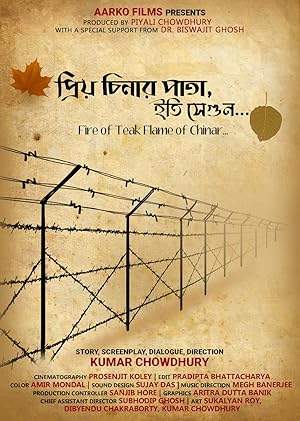 AARKO FILMS PRESENTS
PRODUCED BY PIYALI CHOWDHURY
WITH A SPECIAL SUPPORT FROM DR. BISWAJIT GHOSH
প্রিয় চিনার পাতা,
ইতি সেগুন...
Fire of Teak Flame of Chinar...
STORY, SCREENPLAY, DIALOGUE, DIRECTION
KUMAR CHOWDHURY
CINEMATOGRAPHY PROSENJIT KOLEY | EDIT PRADIPTA BHATTACHARYA
COLOR AMIR MONDAL | SOUND DESIGN SUJAY DAS | MUSIC DIRECTION MEGH BANERJEE
PRODUCTION CONTROLLER SANJIB HORE | GRAPHICS ARITRA DUTTA BANIK
CHIEF ASSISTANT DIRECTOR SUBHODIP GHOSH | ART SUKALYAN ROY,
DIBYENDU CHAKRABORTY, KUMAR CHOWDHURY